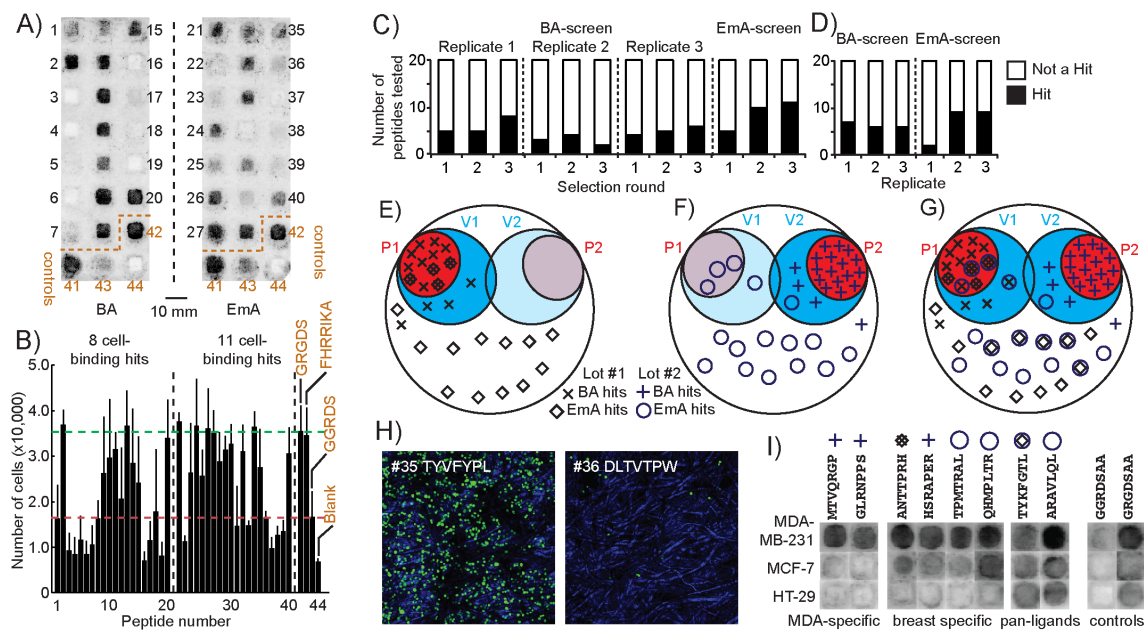 A)
1 15 21 35
2 16 22 36
3 17 23 37
4 18 24 38
5 19 25 39
6 20 26 40
7 42 27 42
controls controls
41 43 44 41 43 44
BA 10 mm EmA
B)
8 cell-binding hits
11 cell-binding hits
GRGDS
FHRRIKA
GGRDS
Blank
Number of cells (x10,000)
5.0
4.0
3.0
2.0
1.0
0
1 10 20 30 40 44
Peptide number
C)
BA-screen EmA-screen
Replicate 1 Replicate 2 Replicate 3
Number of peptides tested
20
10
0
1 2 3 1 2 3 1 2 3 1 2 3
Selection round
D)
BA-screen EmA-screen
20
10
0
1 2 3 1 2 3
Replicate
Not a Hit
Hit
E) V1 V2
P1 P2
F) V1 V2
P1 P2
G) V1 V2
P1 P2
Lot #1 Lot #2
BA hits BA hits
EmA hits EmA hits
H)
#35 TYVFYPL #36 DLTVTPW
I)
MTVQRGP
GLRNPPS
ANTTPRH
HSRAPER
TPMTRAL
QHMPLTR
TYKFGTL
ARAVLQL
GGRDSAA
GRGDSAA
MDA-
MB-231
MCF-7
HT-29
MDA-specific breast specific pan-ligands controls